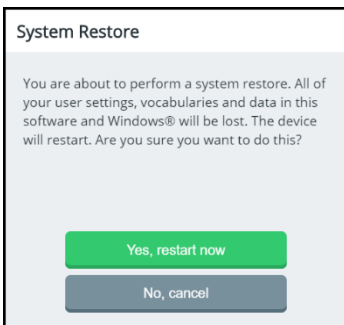 System Restore
You are about to perform a system restore. All of
your user settings, vocabularies and data in this
software and Windows® will be lost. The device
will restart. Are you sure you want to do this?
Yes, restart now
No, cancel